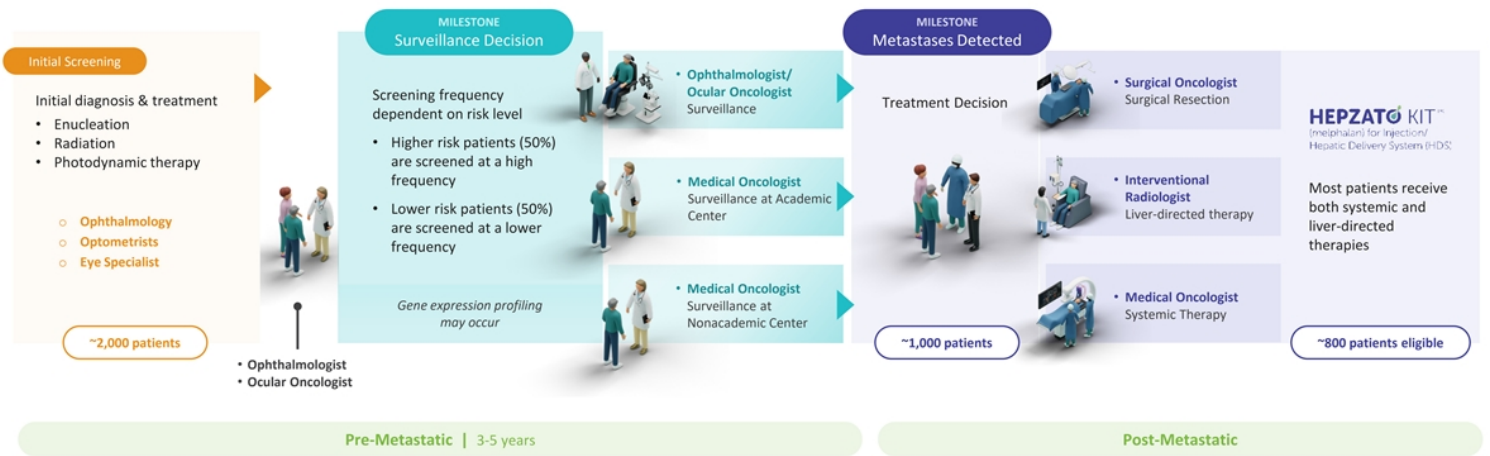 Initial Screening
Initial diagnosis & treatment
• Enucleation
• Radiation
• Photodynamic therapy
○ Ophthalmology
○ Optometrists
○ Eye Specialist
~2,000 patients
• Ophthalmologist
• Ocular Oncologist
MILESTONE
Surveillance Decision
Screening frequency
dependent on risk level
• Higher risk patients (50%)
are screened at a high
frequency
• Lower risk patients (50%)
are screened at a lower
frequency
Gene expression profiling
may occur
• Ophthalmologist/
Ocular Oncologist
Surveillance
• Medical Oncologist
Surveillance at Academic
Center
• Medical Oncologist
Surveillance at
Nonacademic Center
MILESTONE
Metastases Detected
Treatment Decision
~1,000 patients
• Surgical Oncologist
Surgical Resection
• Interventional
Radiologist
Liver-directed therapy
• Medical Oncologist
Systemic Therapy
HEPZATO KIT™
(melphalan) for Injection/
Hepatic Delivery System (HDS)
Most patients receive
both systemic and
liver-directed
therapies
~800 patients eligible
Pre-Metastatic | 3-5 years
Post-Metastatic